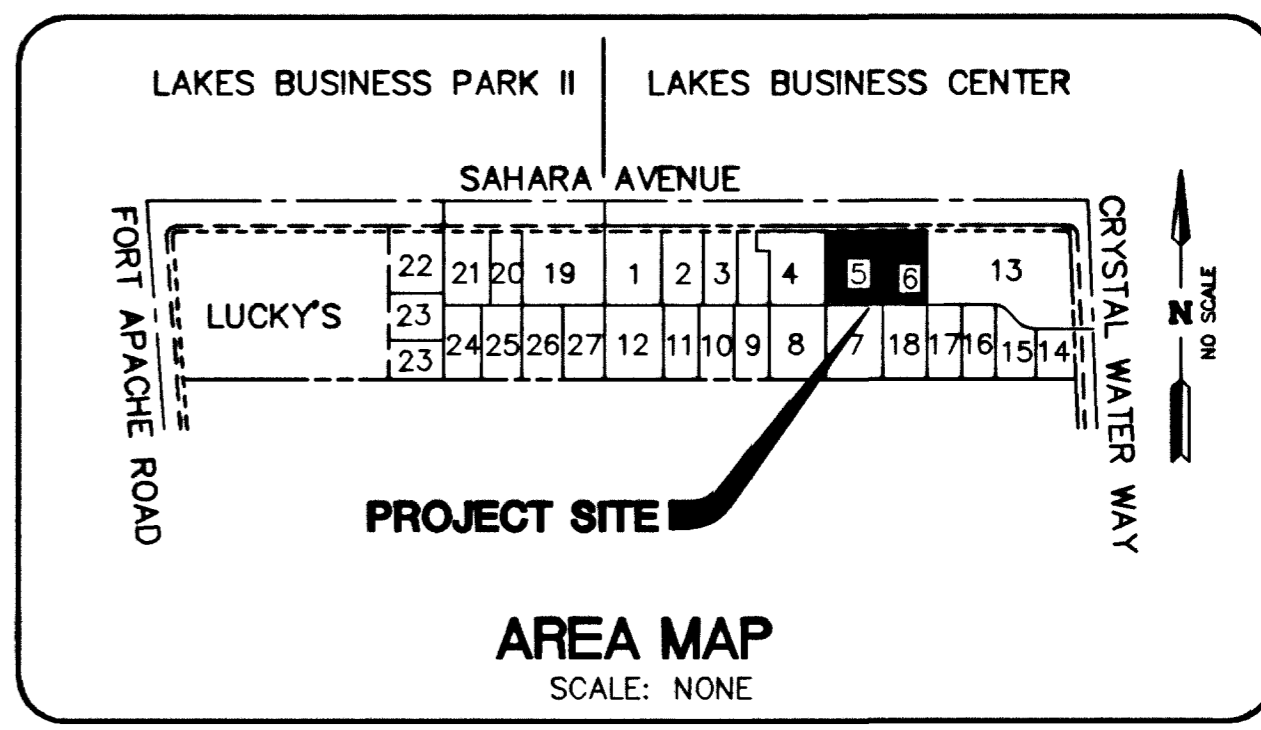 LAKES BUSINESS PARK II
LAKES BUSINESS CENTER
SAHARA AVENUE
FORT APACHE ROAD
CRYSTAL WATER WAY
LUCKY'S
22
21
20
19
1
2
3
4
5
6
13
23
23
24
25
26
27
12
11
10
9
8
7
18
17
16
15
14
N
NO SCALE
PROJECT SITE
AREA MAP
SCALE: NONE